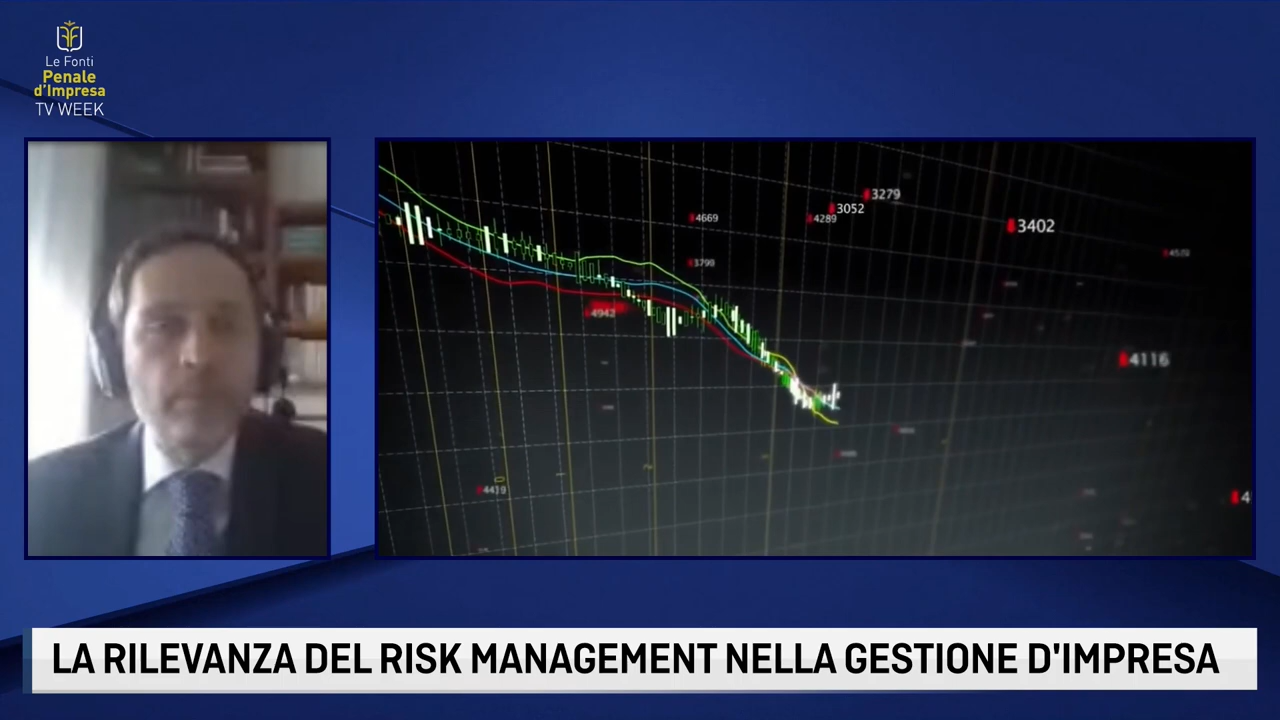 Le Fonti
Penale
d'Impresa
TV WEEK
3279
3052
4669
4289
3402
3799
4942
4116
4419
4
LA RILEVANZA DEL RISK MANAGEMENT NELLA GESTIONE D'IMPRESA